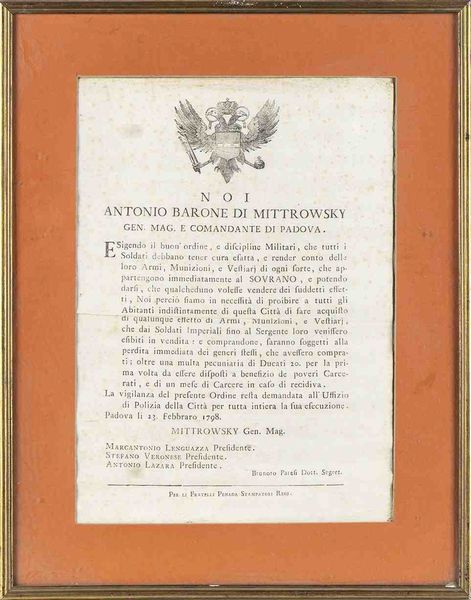 NOI
ANTONIO BARONE DI MITTROWSKY
GEN. MAG. E COMANDANTE DI PADOVA.
ESigendo il buon' ordine, e discipline Militari, che tutti i
Soldati debbano tener cura esatta, e render conto delle
loro Armi, Munizioni, e Vestiarj di ogni sorte, che ap-
partengono immediatamente al SOVRANO, e potendo
darsi, che qualcheduno volesse vendere dei suddetti effet-
ti, Noi perciò siamo in necessità di proibire a tutti gli
Abitanti indistintamente di questa Città di fare acquisto
di qualunque effetto di Armi, Munizioni, e Vestiarj,
che dai Soldati Imperiali sino al Sergente loro venissero
esibiti in vendita: e comprandone, saranno soggetti alla
perdita immediata dei generi stessi, che avessero compra-
ti; oltre una multa pecuniaria di Ducati 20. per la pri-
ma volta da essere disposti a benefizio de poveri Carce-
rati, e di un mese di Carcere in caso di recidiva.
La vigilanza del presente Ordine resta demandata all' Uffizio
di Polizia della Città per tutta intiera la sua esecuzione.
Padova li 23. Febbraro 1798.
MITTROWSKY Gen. Mag.
MARCANTONIO LENGUAZZA Presidente.
STEFANO VERONESE Presidente.
ANTONIO LAZARA Presidente.
Brunoro Paresi Dott. Segret.
PER LI FRATELLI PENADA STAMPATORI REGJ.